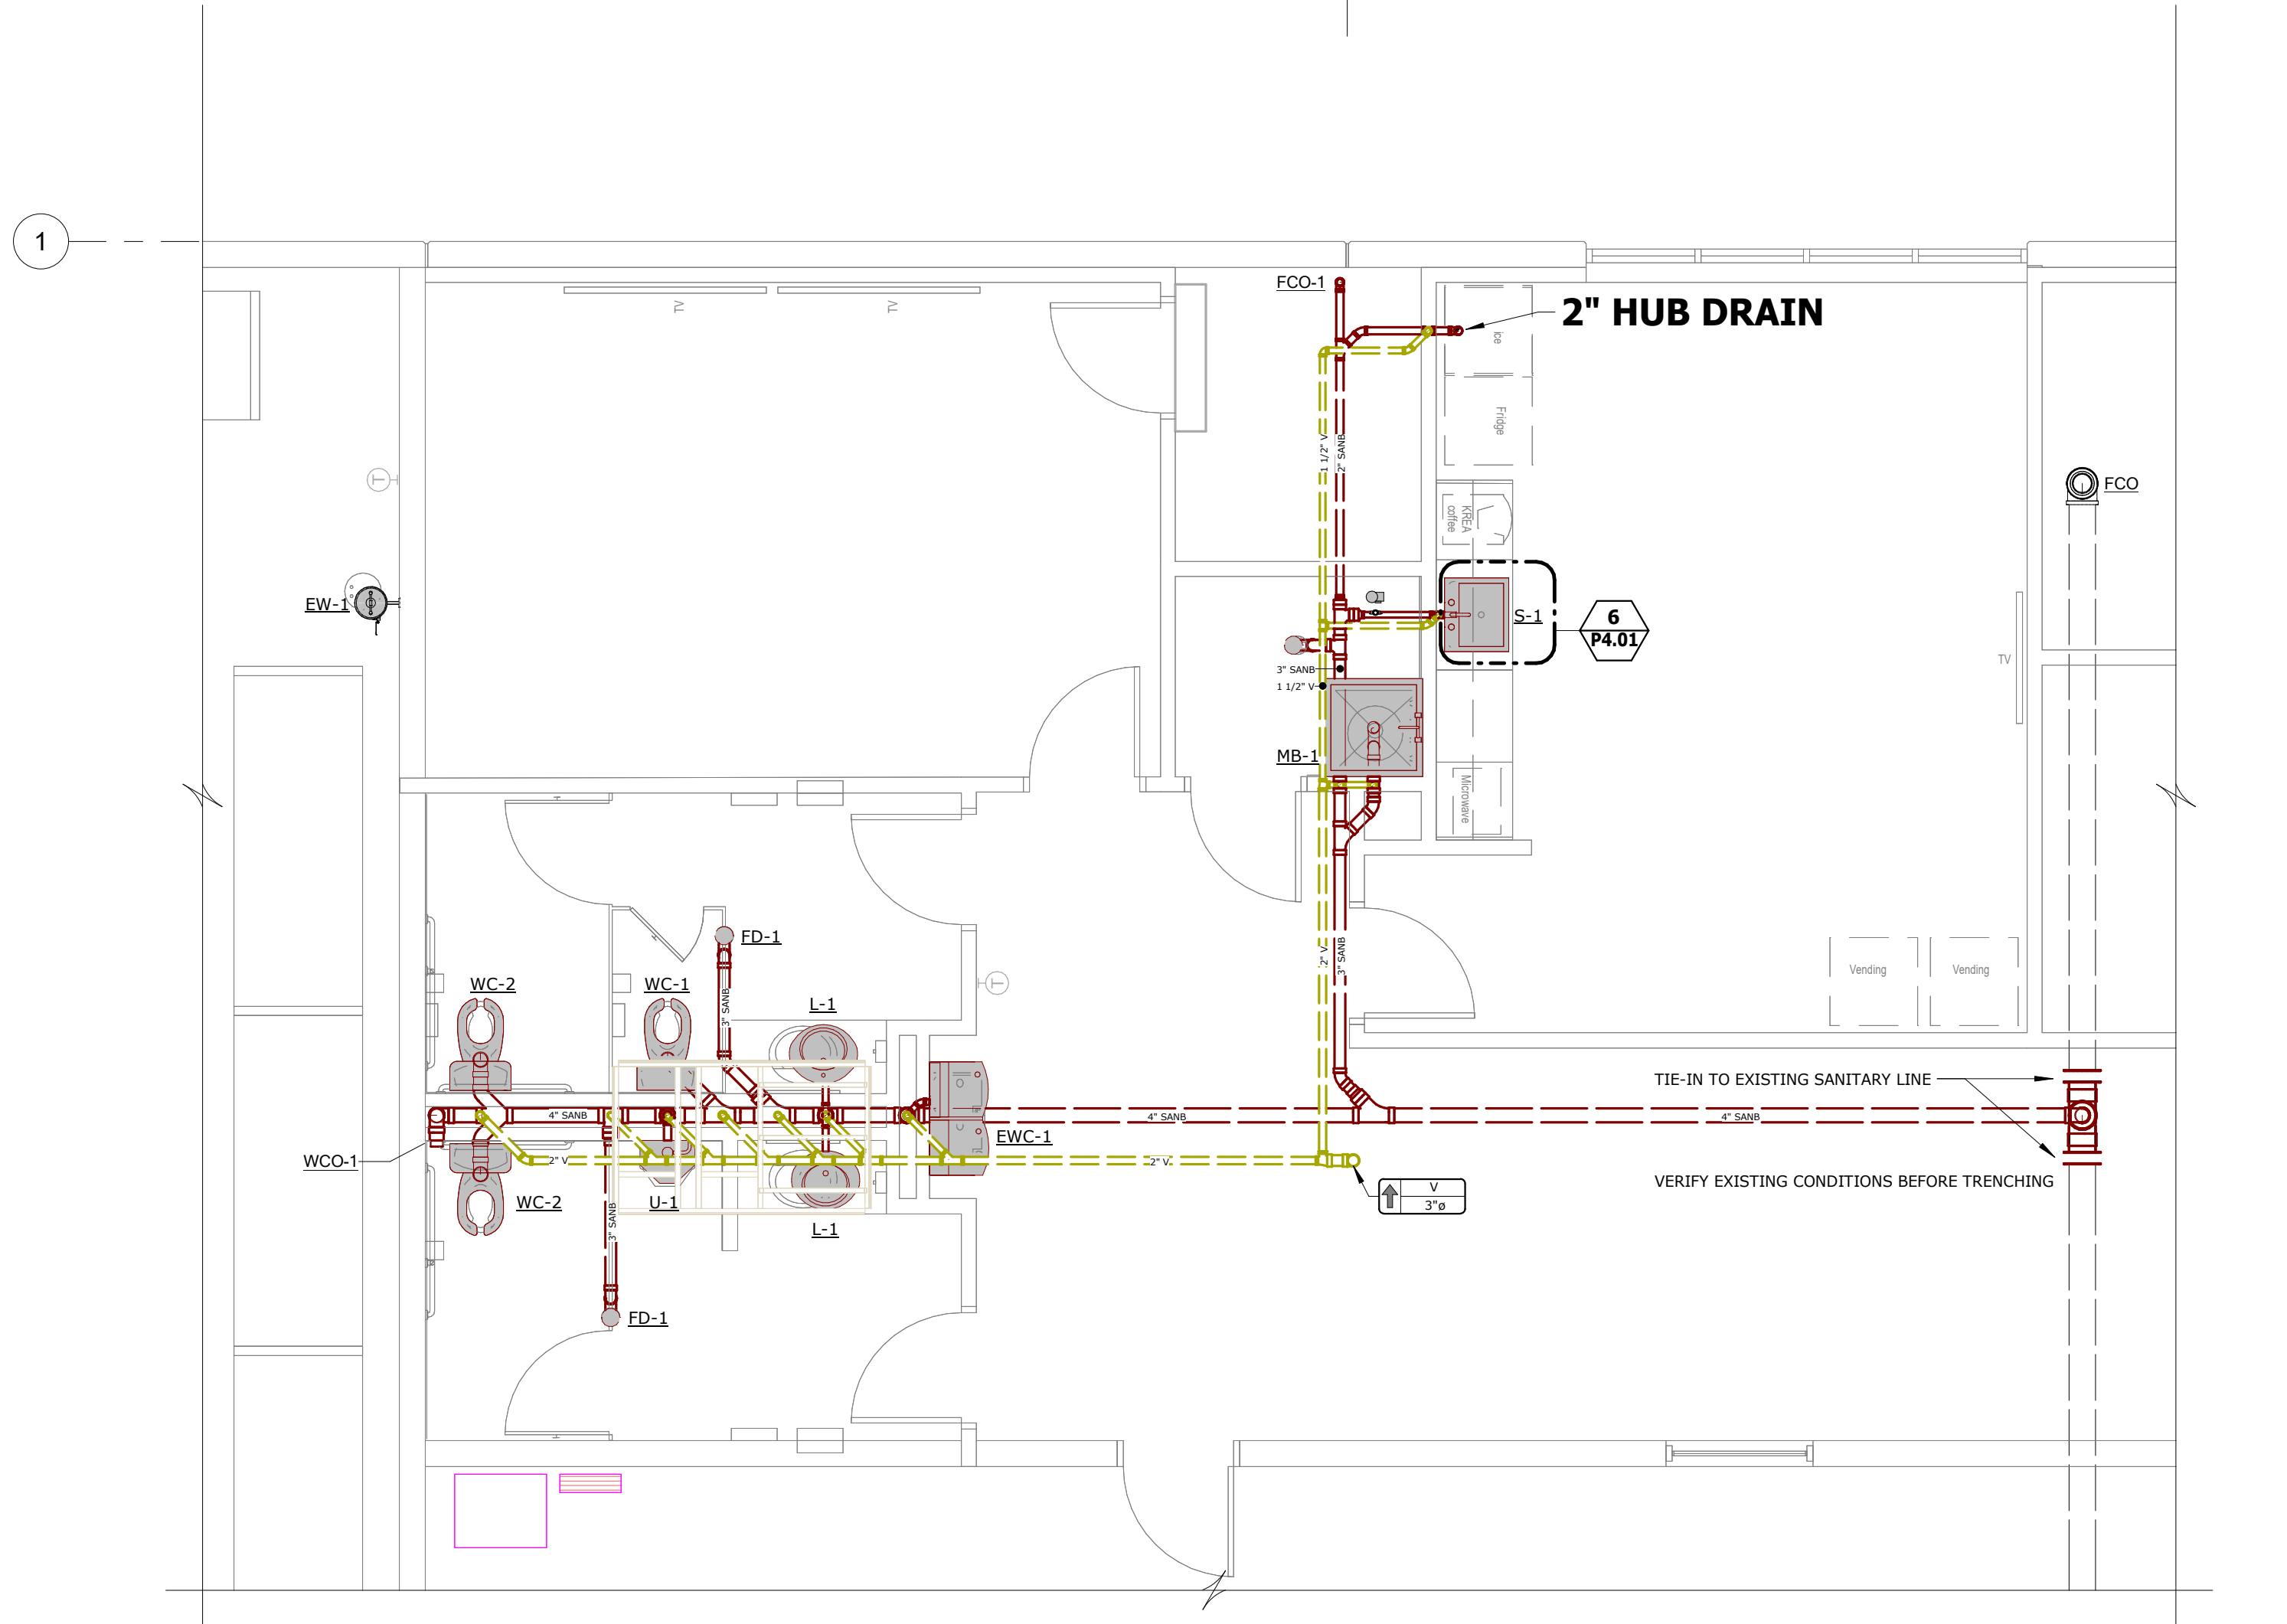 1
TV
TV
FCO-1
2" HUB DRAIN
ice
Fridge
1 1/2" V
2" SANB
KREA
coffee
FCO
T
EW-1
S-1
6
P4.01
3" SANB
1 1/2" V
TV
MB-1
Microwave
FD-1
2" V
3" SANB
Vending
Vending
WC-2
WC-1
3" SANB
L-1
T
TIE-IN TO EXISTING SANITARY LINE
4" SANB
4" SANB
4" SANB
EWC-1
WCO-1
2" V
2" V
VERIFY EXISTING CONDITIONS BEFORE TRENCHING
WC-2
U-1
V
3"ø
3" SANB
L-1
FD-1